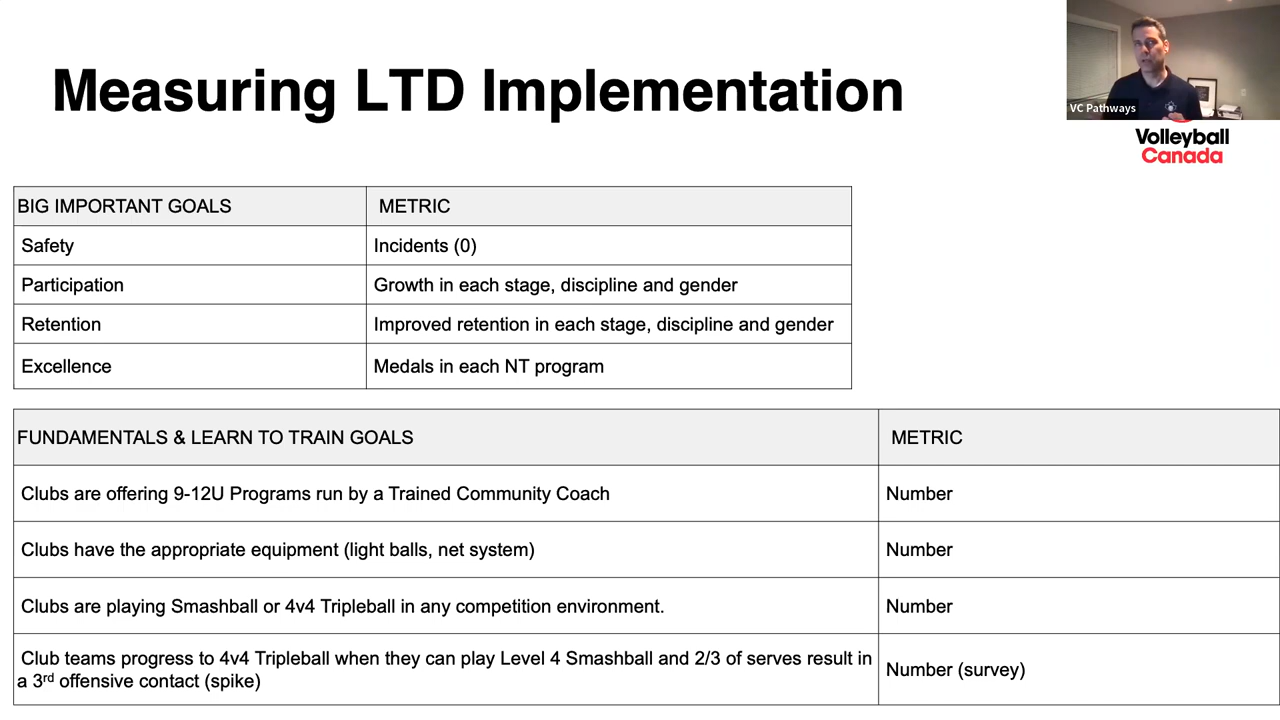 Measuring LTD Implementation
VC Pathways
Volleyball
Canada
BIG IMPORTANT GOALS METRIC
Safety Incidents (0)
Participation Growth in each stage, discipline and gender
Retention Improved retention in each stage, discipline and gender
Excellence Medals in each NT program
FUNDAMENTALS & LEARN TO TRAIN GOALS METRIC
Clubs are offering 9-12U Programs run by a Trained Community Coach Number
Clubs have the appropriate equipment (light balls, net system) Number
Clubs are playing Smashball or 4v4 Tripleball in any competition environment. Number
Club teams progress to 4v4 Tripleball when they can play Level 4 Smashball and 2/3 of serves result in
a 3rd offensive contact (spike) Number (survey)